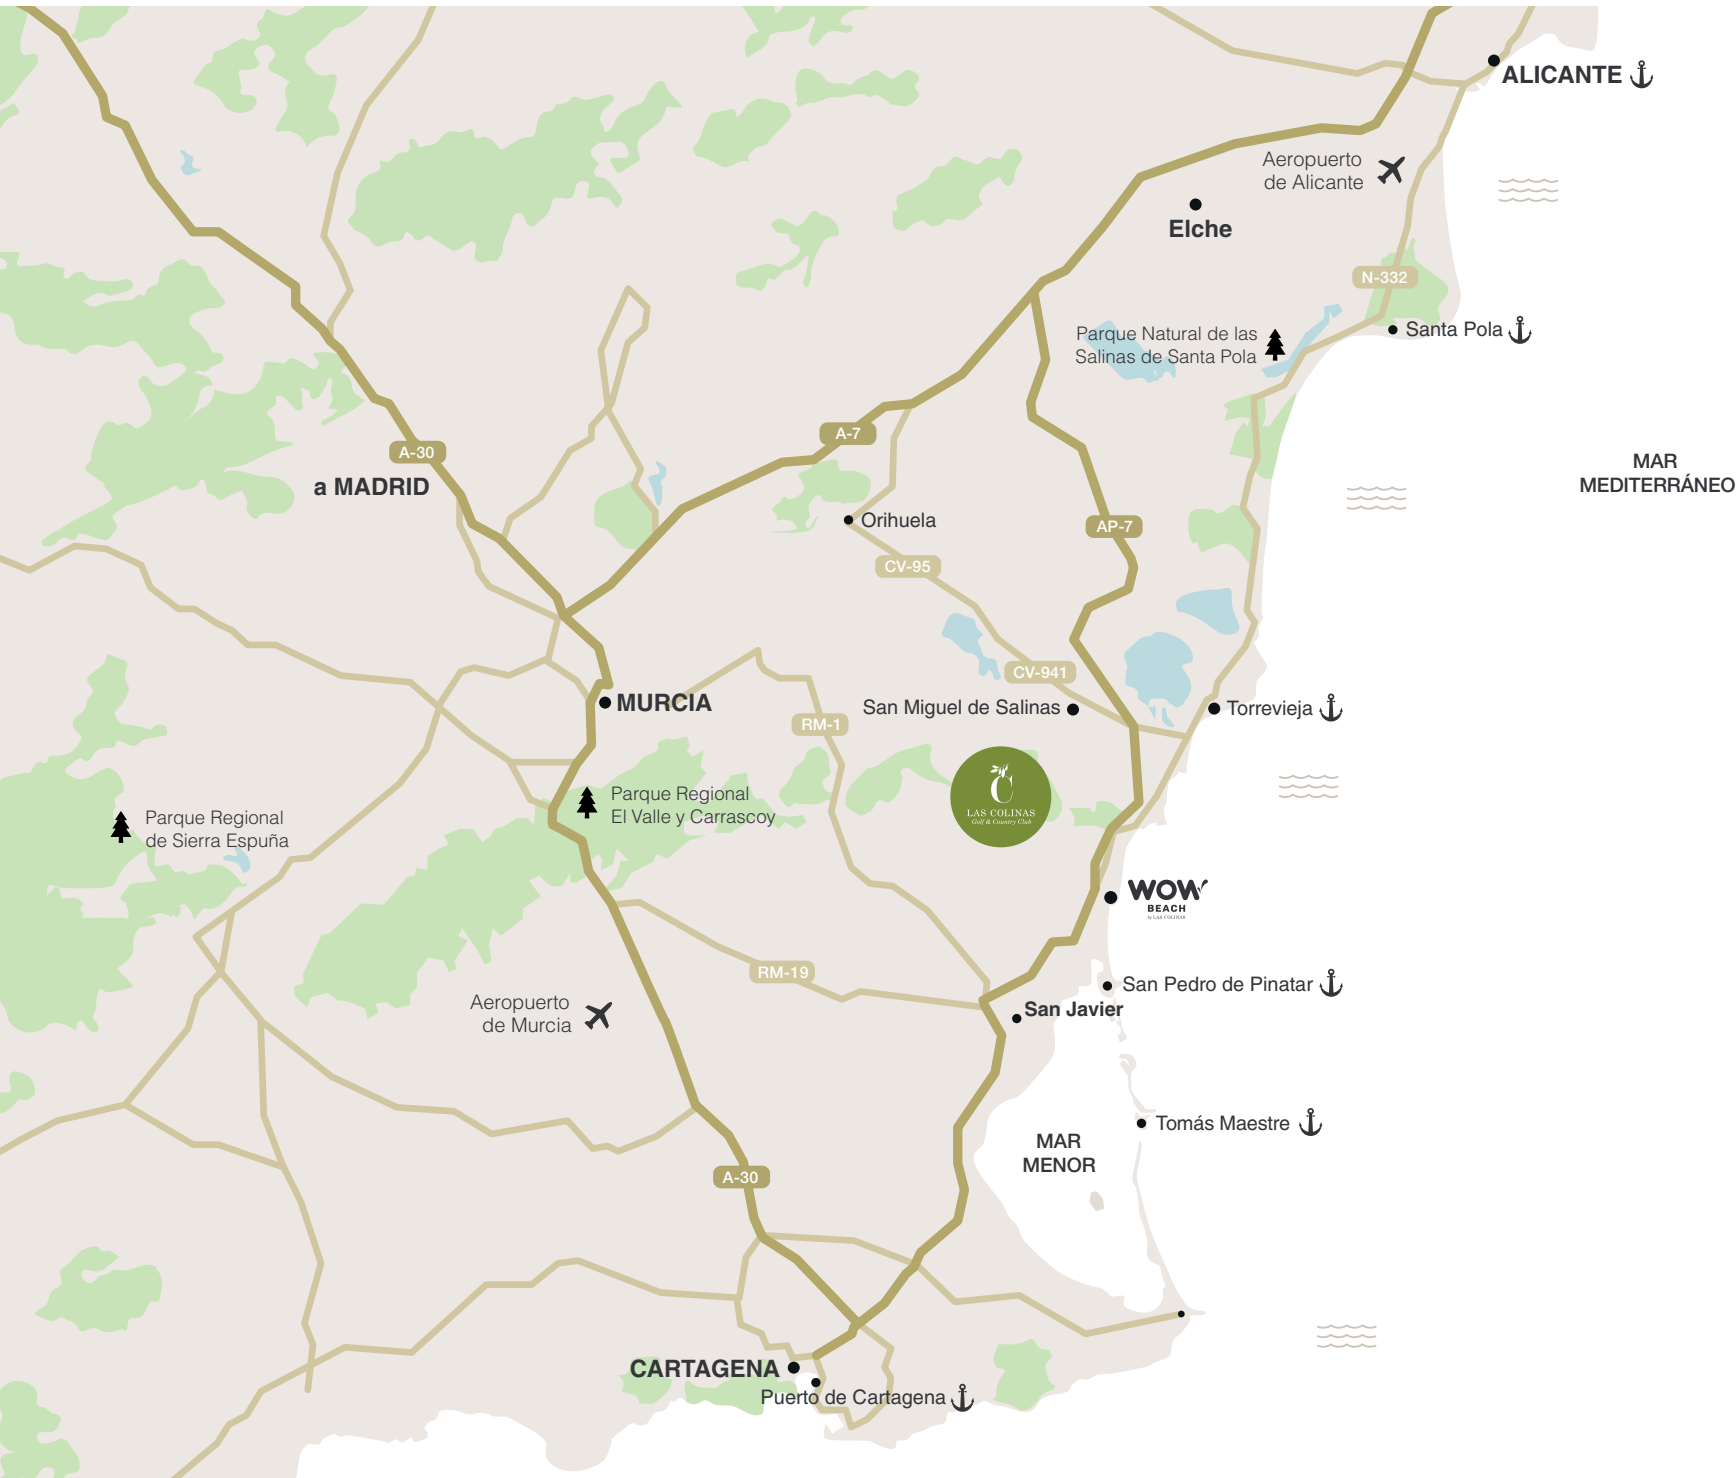 ALICANTE
Aeropuerto
de Alicante
Elche
N-332
Parque Natural de las
Salinas de Santa Pola
Santa Pola
A-7
A-30
a MADRID
MAR
MEDITERRÁNEO
Orihuela
AP-7
CV-95
CV-941
MURCIA
San Miguel de Salinas
Torrevieja
RM-1
Parque Regional
El Valle y Carrascoy
C
LAS COLINAS
Golf & Country Club
Parque Regional
de Sierra Espuña
WOW
BEACH
by LAS COLINAS
RM-19
San Pedro de Pinatar
Aeropuerto
de Murcia
San Javier
Tomás Maestre
MAR
MENOR
A-30
CARTAGENA
Puerto de Cartagena